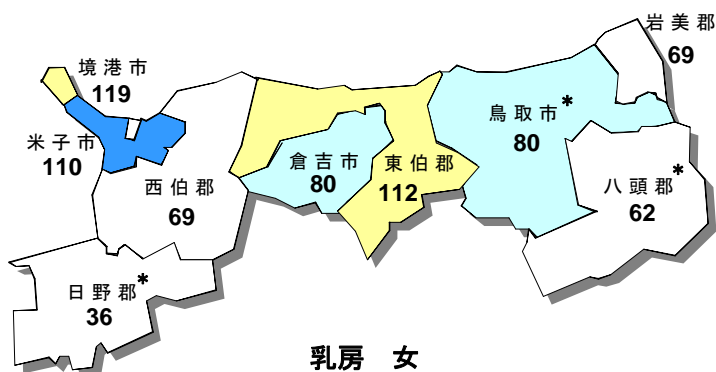 岩美郡
69
境港市
119
鳥取市*
80
米子市
110
倉吉市
80
東伯郡
112
西伯郡
69
八頭郡*
62
日野郡*
36
乳房 女